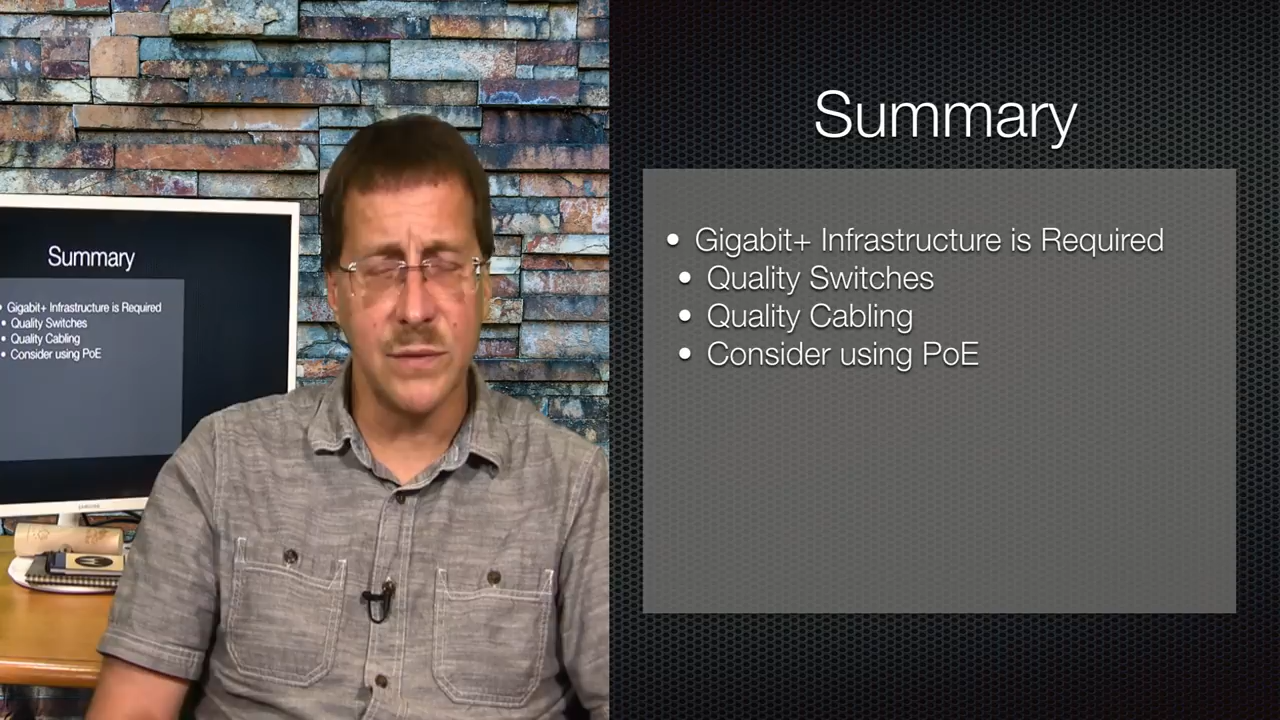 Summary
• Gigabit+ Infrastructure is Required
• Quality Switches
• Quality Cabling
• Consider using PoE
Summary
• Gigabit+ Infrastructure is Required
• Quality Switches
• Quality Cabling
• Consider using PoE
SAMSUNG